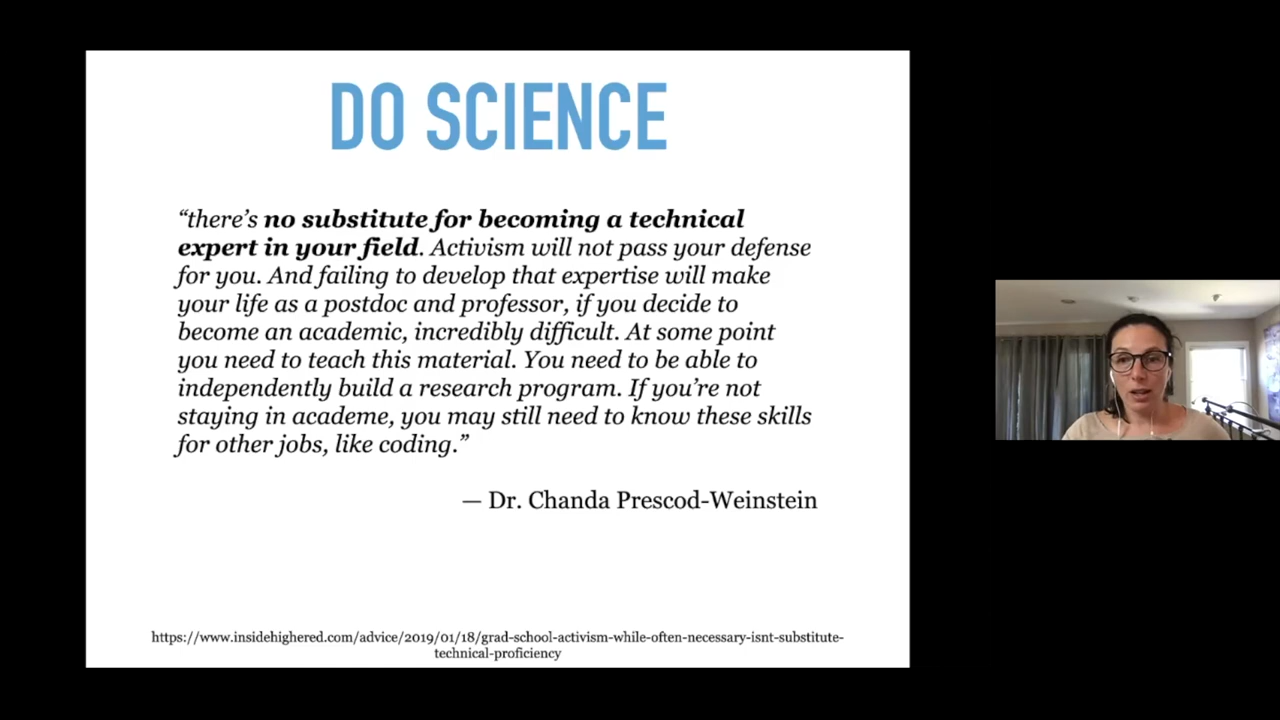 DO SCIENCE
“there’s no substitute for becoming a technical
expert in your field. Activism will not pass your defense
for you. And failing to develop that expertise will make
your life as a postdoc and professor, if you decide to
become an academic, incredibly difficult. At some point
you need to teach this material. You need to be able to
independently build a research program. If you’re not
staying in academe, you may still need to know these skills
for other jobs, like coding.”
— Dr. Chanda Prescod-Weinstein
https://www.insidehighered.com/advice/2019/01/18/grad-school-activism-while-often-necessary-isnt-substitute-
technical-proficiency